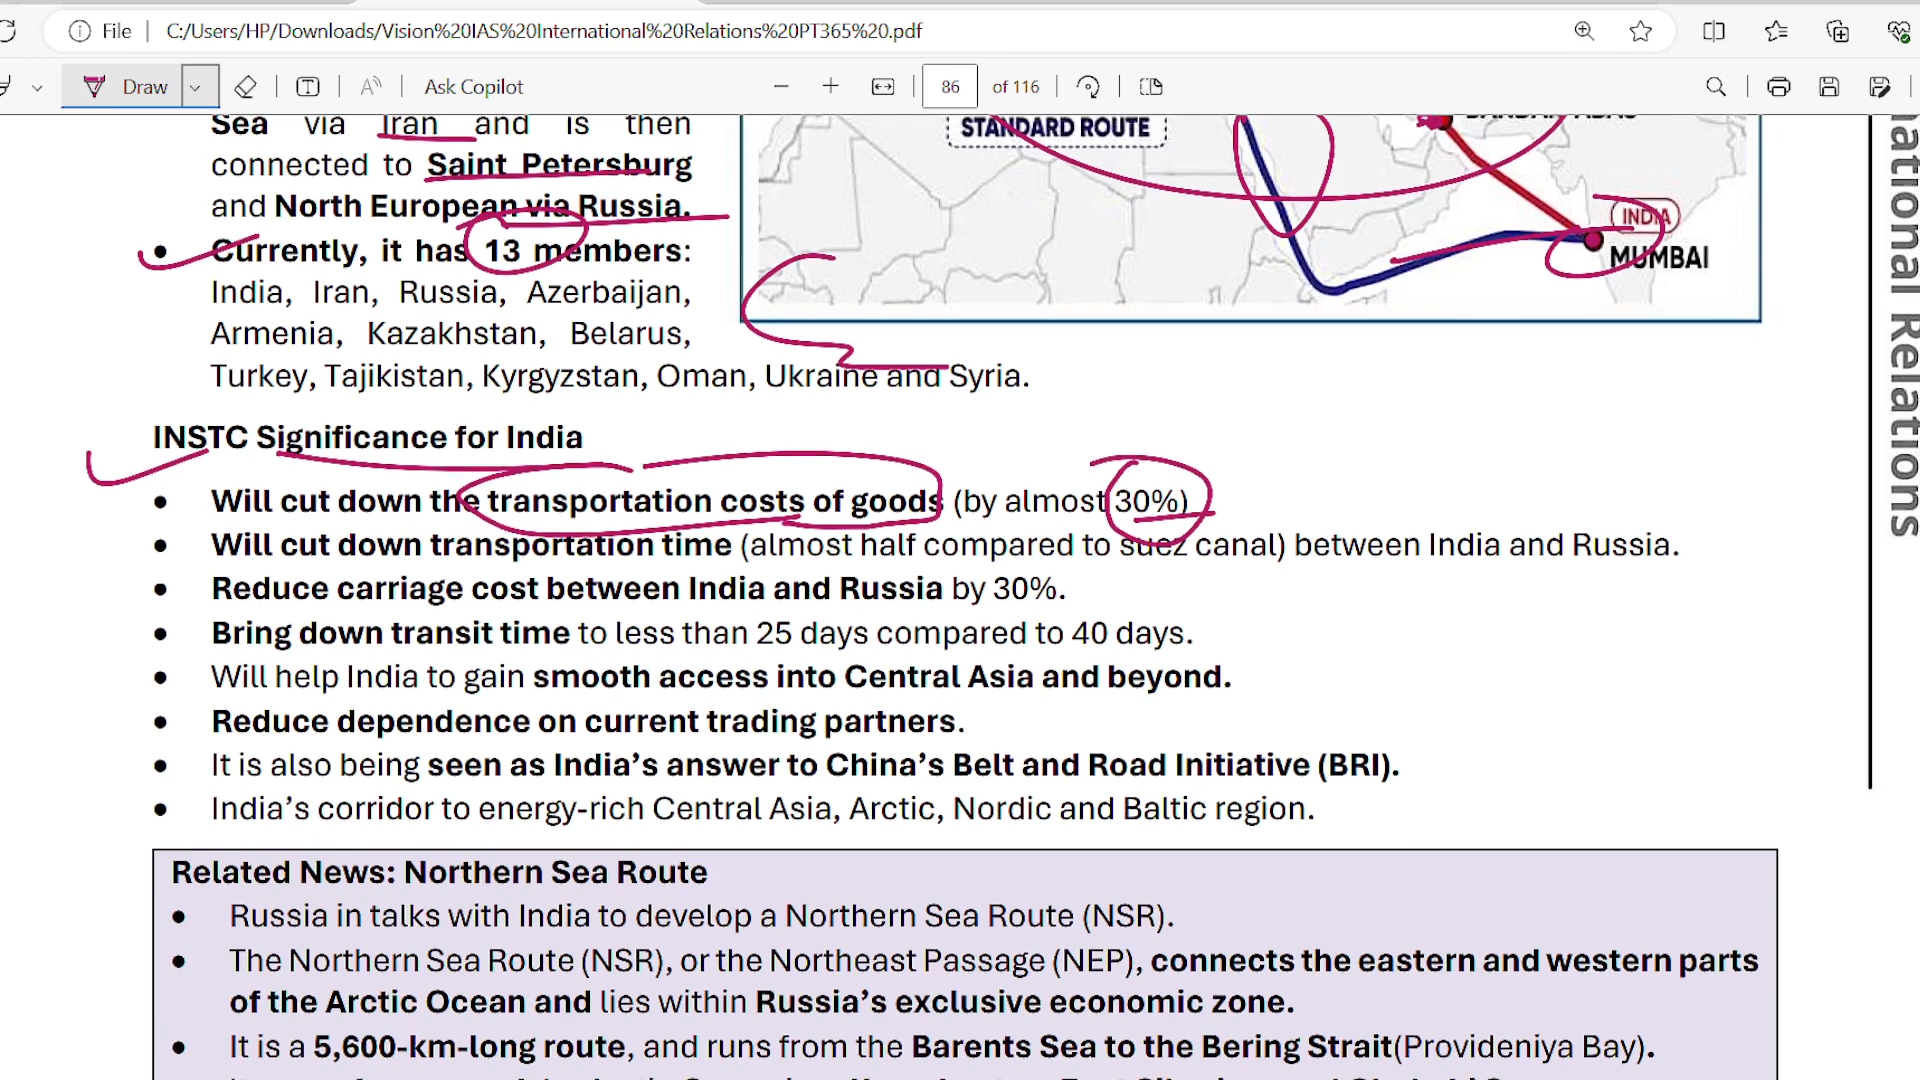 File
C:/Users/HP/Downloads/Vision%20IAS%20International%20Relations%20PT365%20.pdf
Draw
Ask Copilot
86 of 116
Sea via Iran and is then
connected to Saint Petersburg
and North European via Russia.
• Currently, it has 13 members:
India, Iran, Russia, Azerbaijan,
Armenia, Kazakhstan, Belarus,
Turkey, Tajikistan, Kyrgyzstan, Oman, Ukraine and Syria.
STANDARD ROUTE
INDIA
MUMBAI
INSTC Significance for India
• Will cut down the transportation costs of goods (by almost 30%)
• Will cut down transportation time (almost half compared to suez canal) between India and Russia.
• Reduce carriage cost between India and Russia by 30%.
• Bring down transit time to less than 25 days compared to 40 days.
• Will help India to gain smooth access into Central Asia and beyond.
• Reduce dependence on current trading partners.
• It is also being seen as India’s answer to China’s Belt and Road Initiative (BRI).
• India’s corridor to energy-rich Central Asia, Arctic, Nordic and Baltic region.
Related News: Northern Sea Route
• Russia in talks with India to develop a Northern Sea Route (NSR).
• The Northern Sea Route (NSR), or the Northeast Passage (NEP), connects the eastern and western parts
of the Arctic Ocean and lies within Russia’s exclusive economic zone.
• It is a 5,600-km-long route, and runs from the Barents Sea to the Bering Strait(Provideniya Bay).
Relations